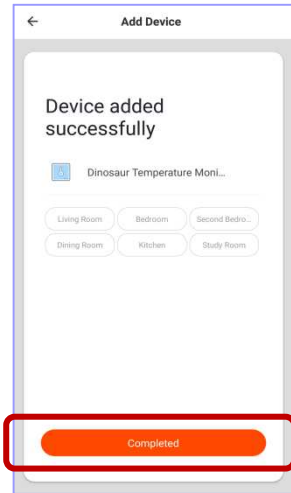 Add Device
Device added
successfully
Dinosaur Temperature Moni...
Living Room Bedroom Second Bedro...
Dining Room Kitchen Study Room
Completed